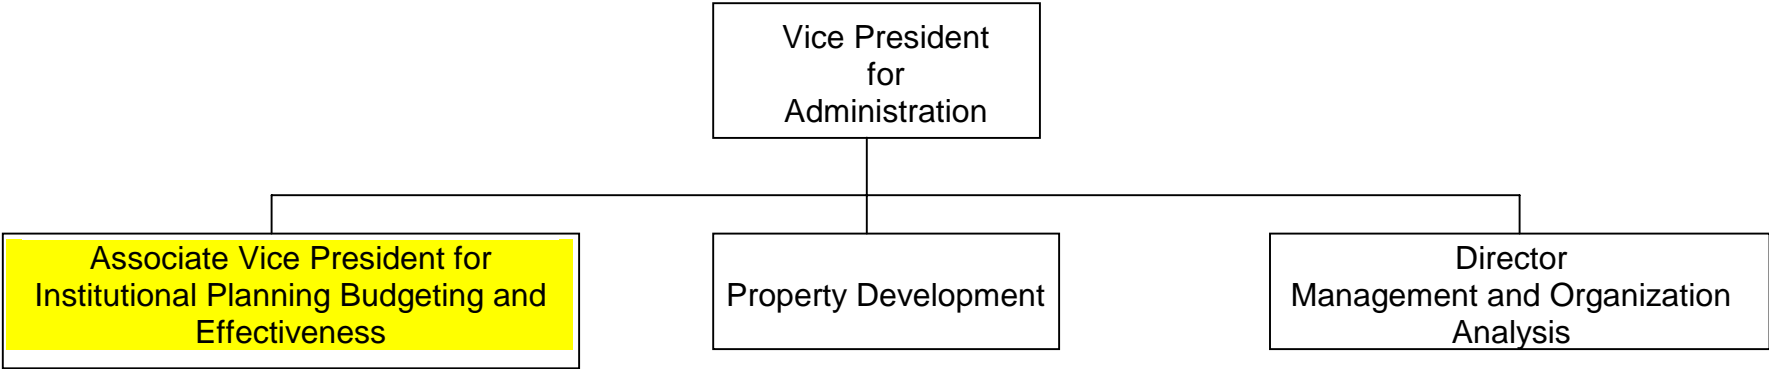 Vice President
for
Administration
Associate Vice President for
Institutional Planning Budgeting and
Effectiveness
Property Development
Director
Management and Organization
Analysis